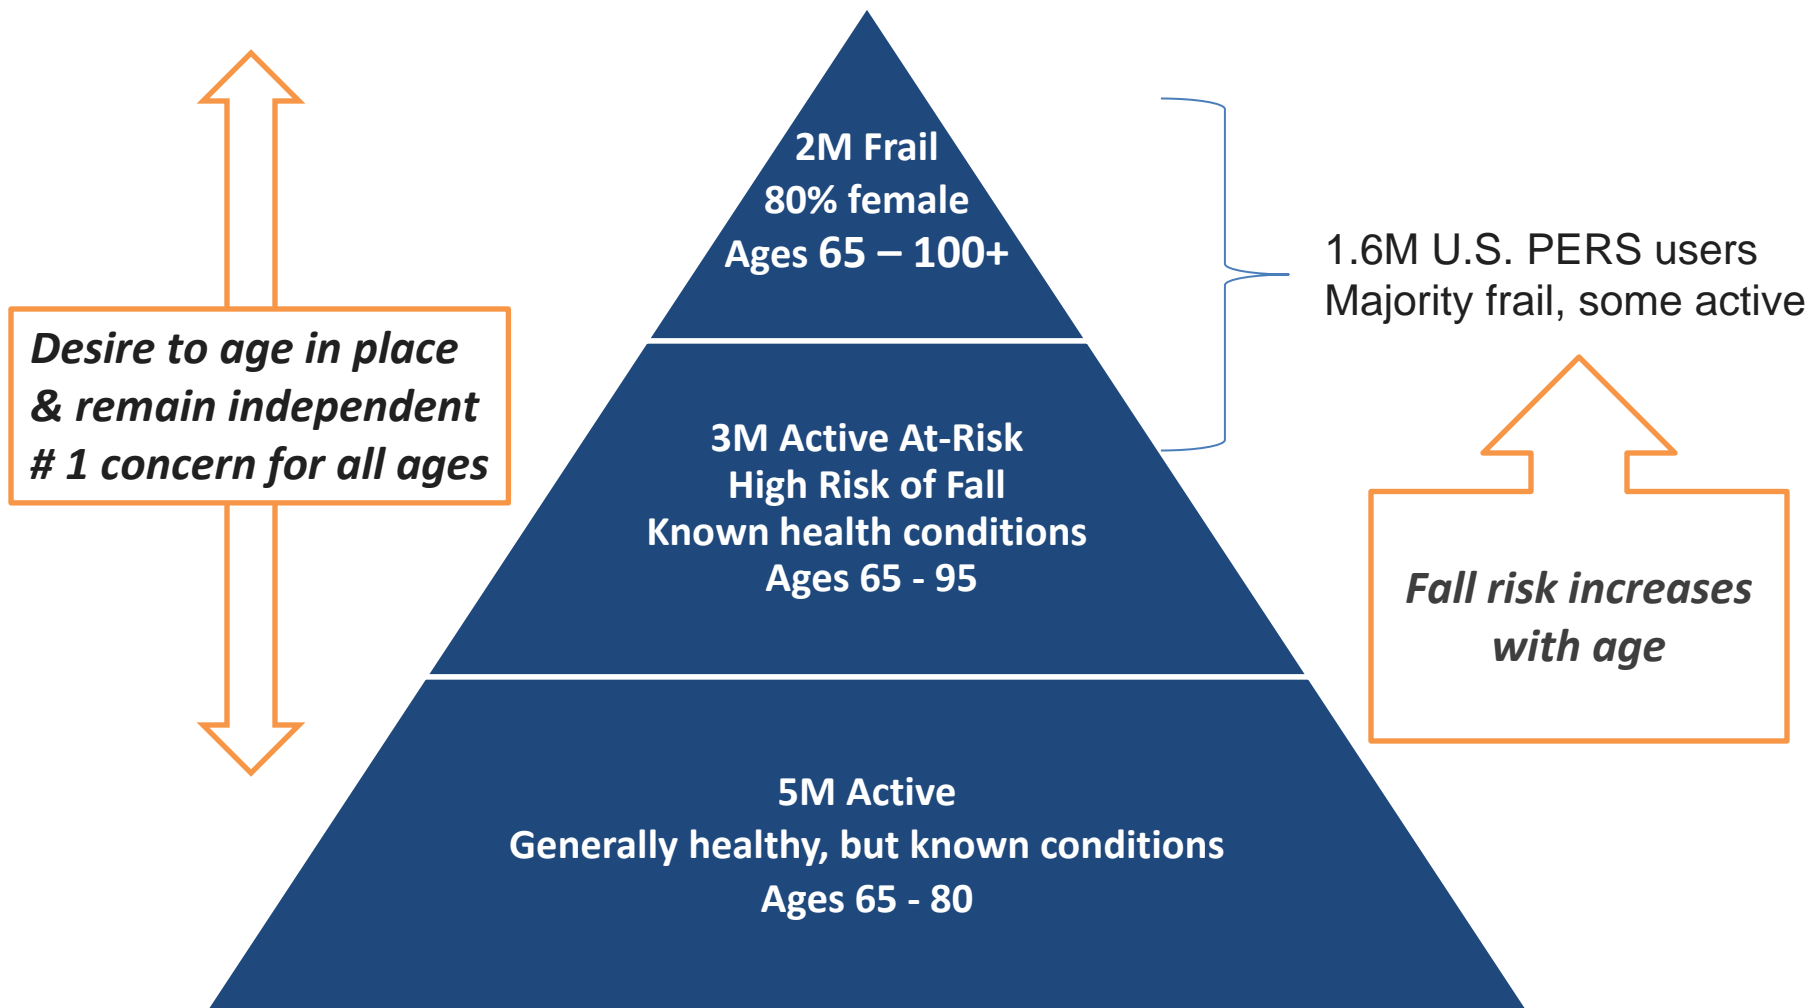 2M Frail
80% female
Ages 65 – 100+
1.6M U.S. PERS users
Majority frail, some active
Desire to age in place
& remain independent
# 1 concern for all ages
3M Active At-Risk
High Risk of Fall
Known health conditions
Ages 65 - 95
Fall risk increases
with age
5M Active
Generally healthy, but known conditions
Ages 65 - 80